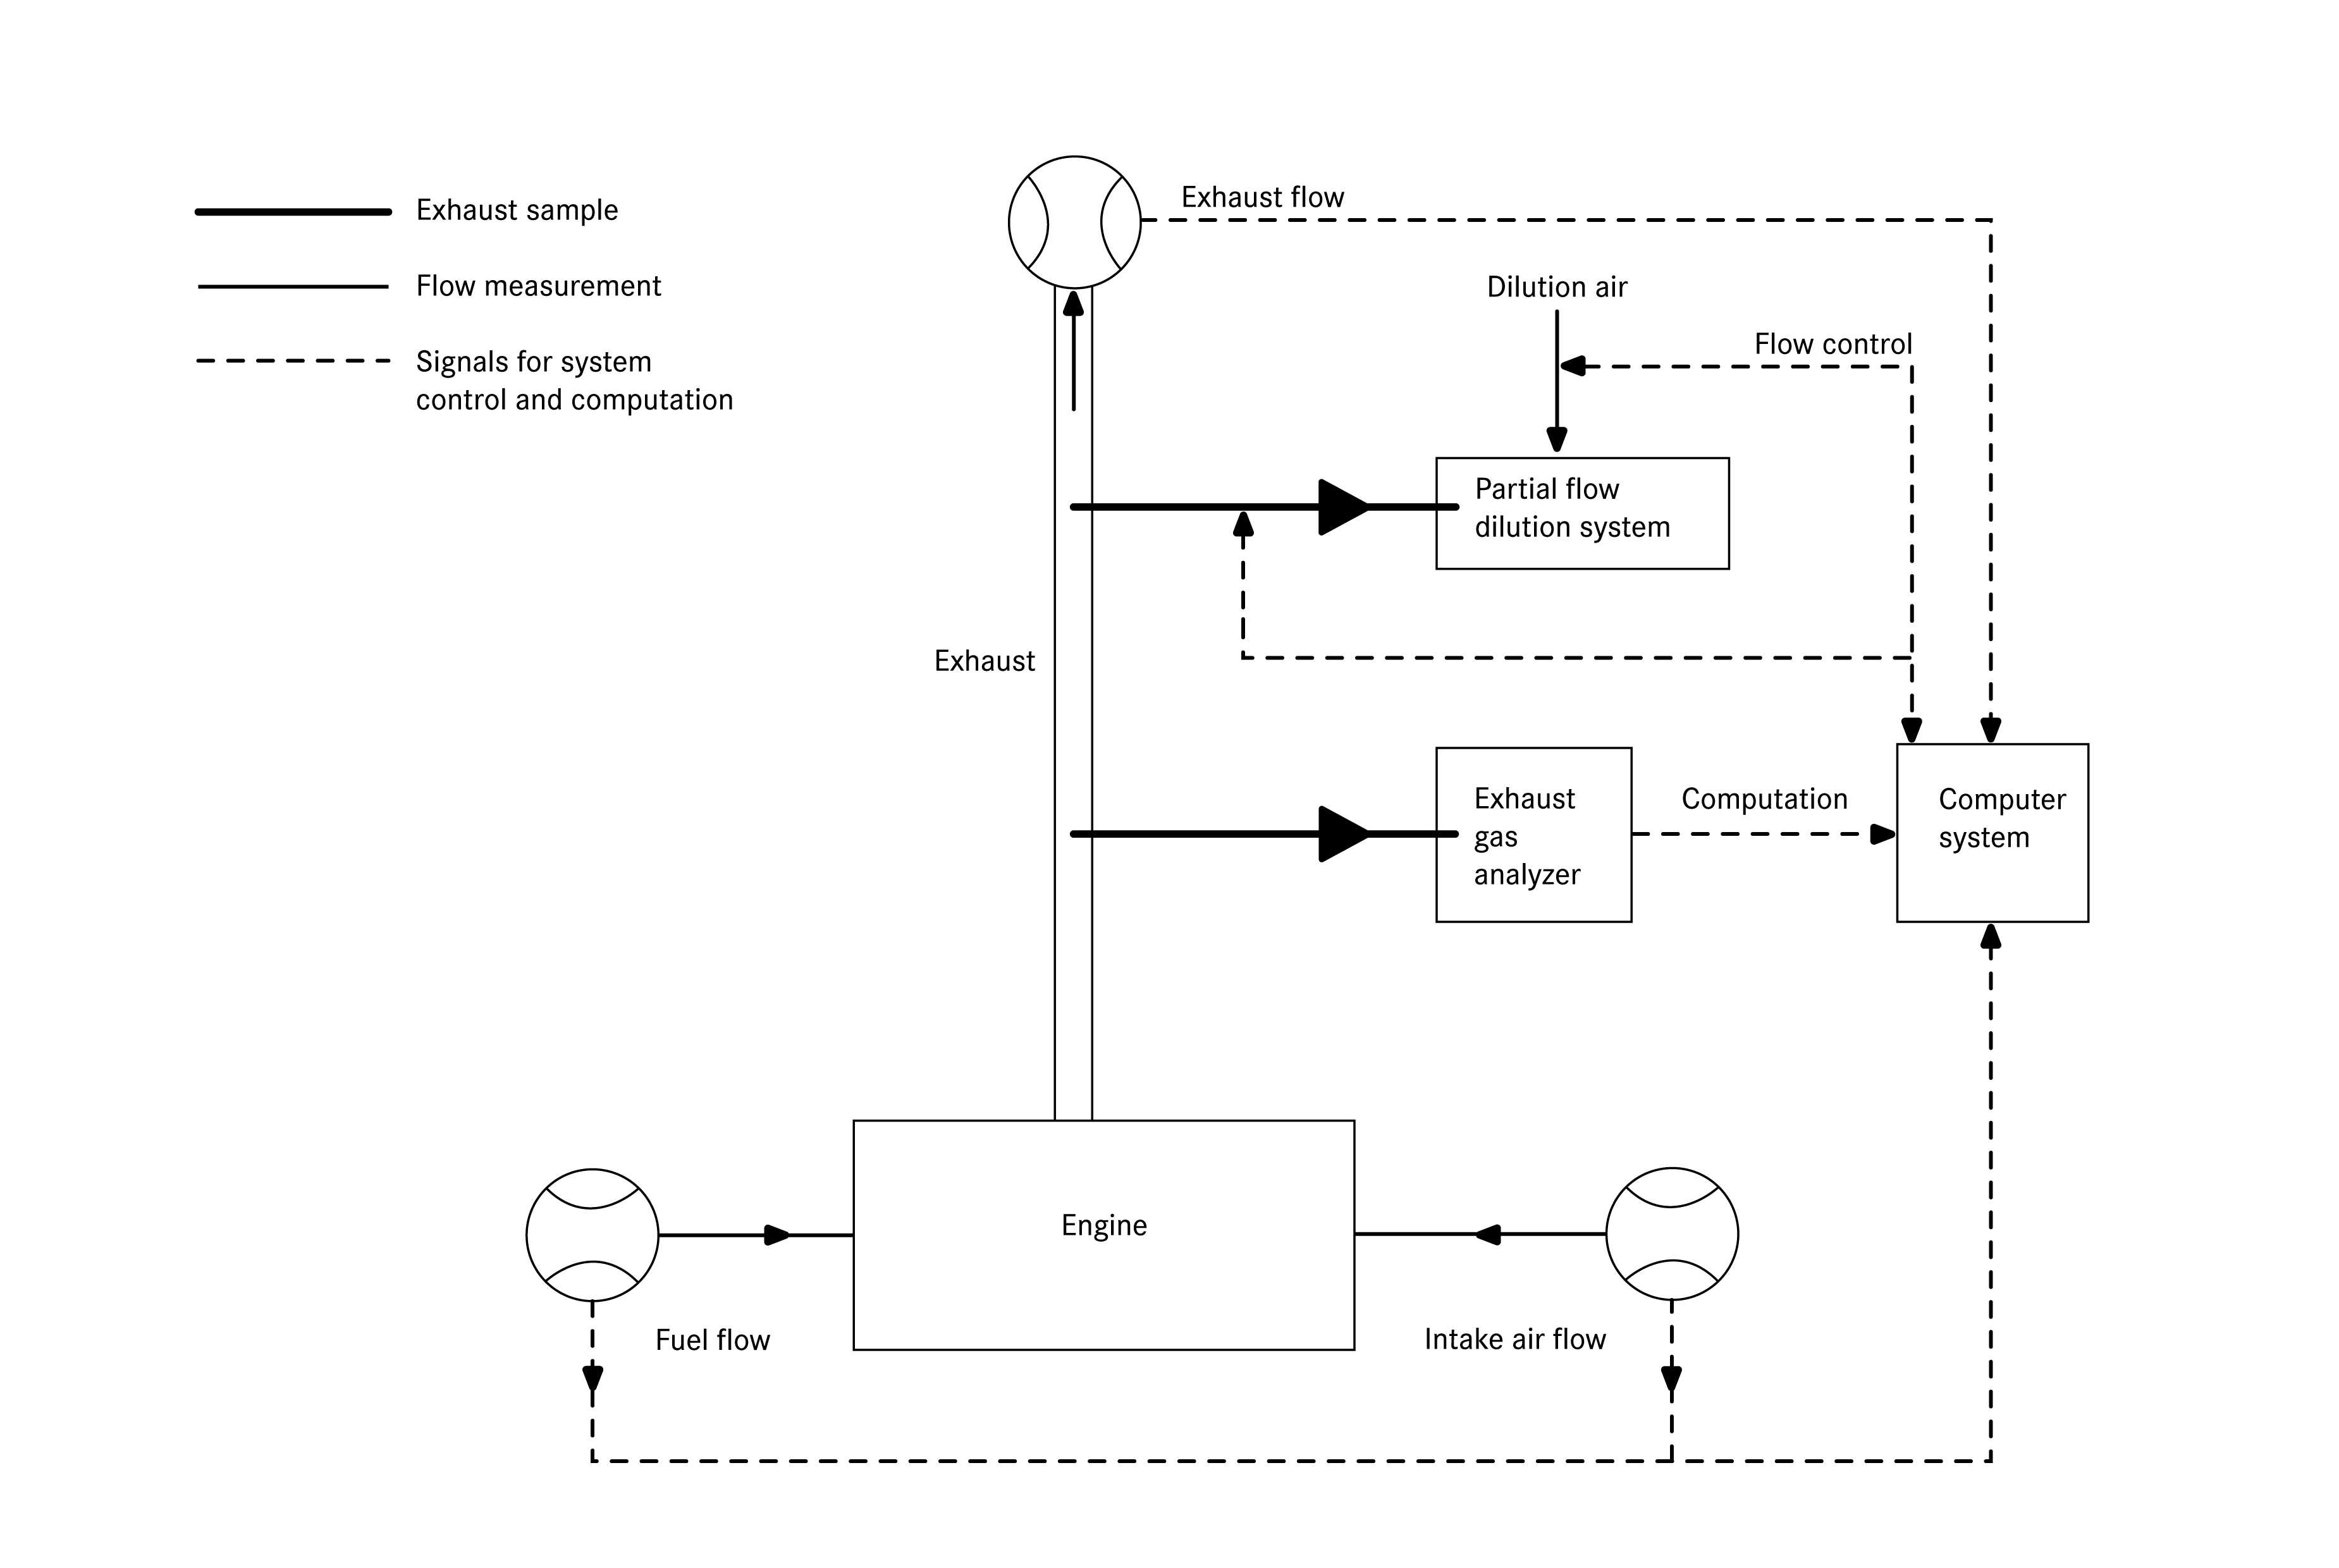 Exhaust sample
Flow measurement
Signals for system
control and computation
Exhaust flow
Dilution air
Flow control
Partial flow
dilution system
Exhaust
Exhaust
gas
analyzer
Computation
Computer
system
Engine
Fuel flow
Intake air flow